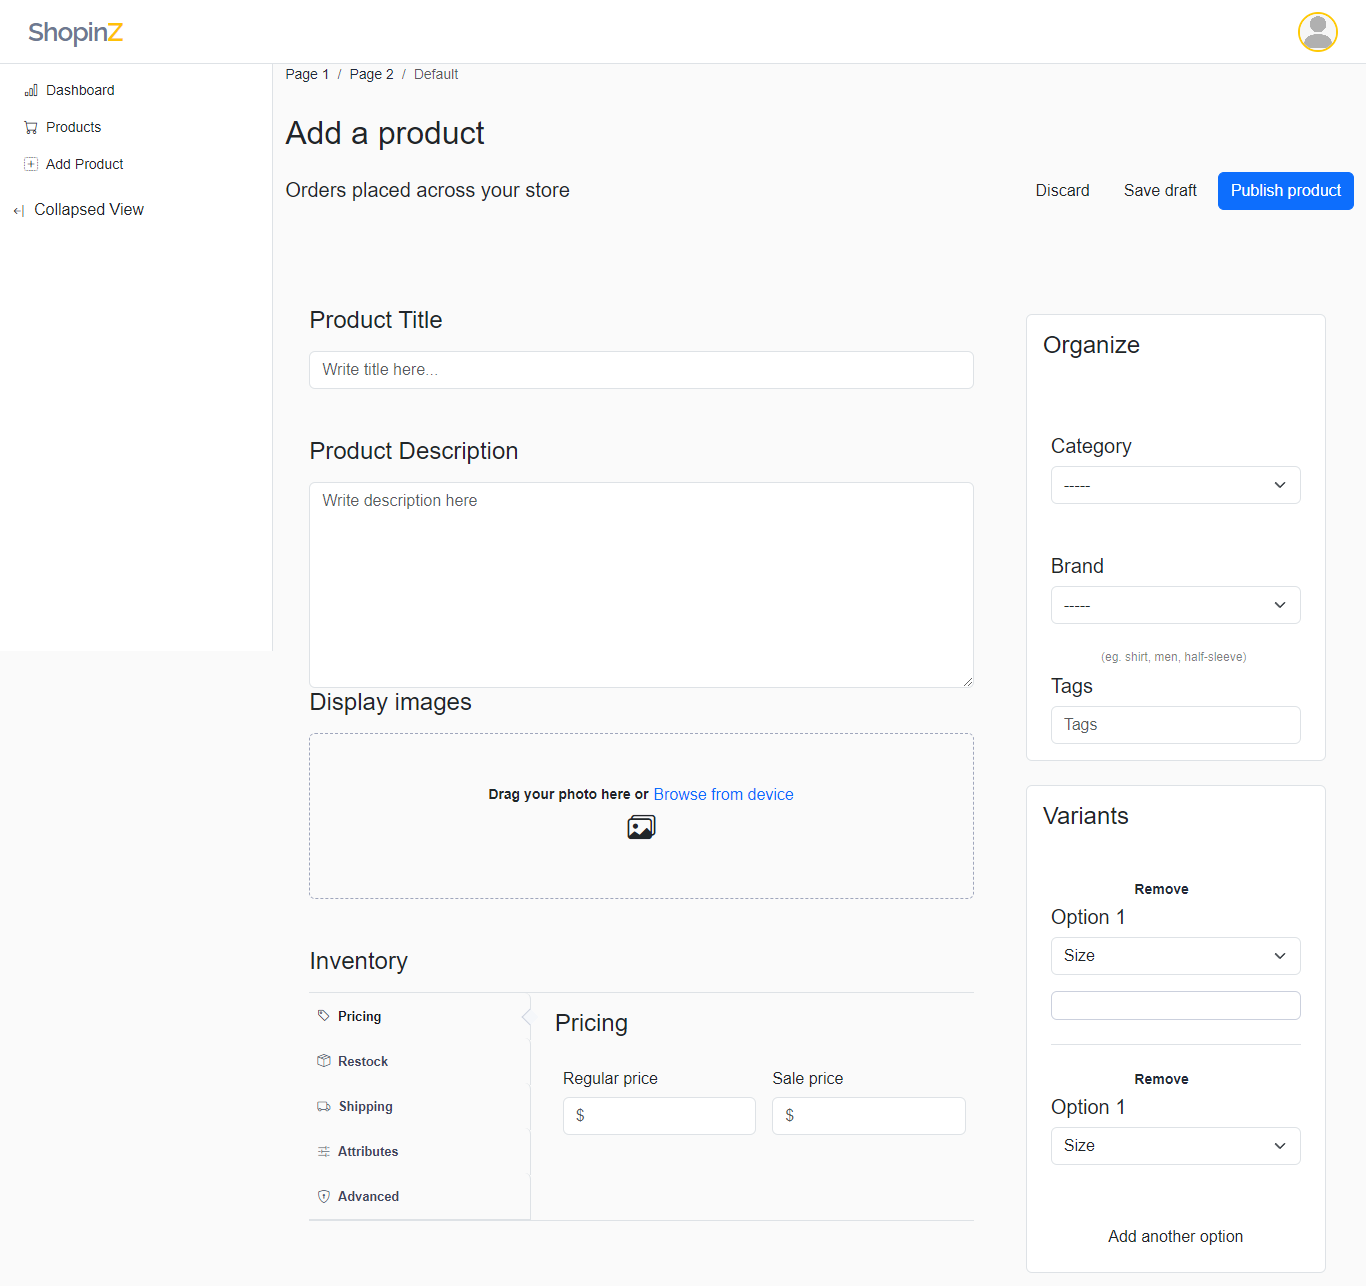 ShopinZ
Dashboard
Products
Add Product
Collapsed View
Page 1 / Page 2 / Default
Add a product
Orders placed across your store
Discard
Save draft
Publish product
Product Title
Write title here...
Product Description
Write description here
Display images
Drag your photo here or Browse from device
Inventory
Pricing
Restock
Shipping
Attributes
Advanced
Pricing
Regular price
$
Sale price
$
Organize
Category
-----
Brand
-----
(eg. shirt, men, half-sleeve)
Tags
Tags
Variants
Remove
Option 1
Size
Remove
Option 1
Size
Add another option